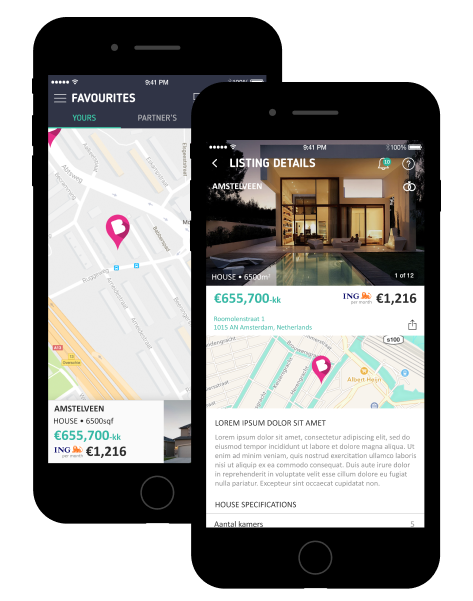 9:41 PM
100%
FAVOURITES
YOURS
PARTNER'S
Abtsweg
Rugaweg
A13
AMSTELVEEN
HOUSE • 6500sqf
€655,700-kk
ING
per month
€1,216
9:41 PM
100%
LISTING DETAILS
10
?
AMSTELVEEN
HOUSE • 6500m²
1 of 12
€655,700-kk
ING
per month
€1,216
Roomolenstraat 1
1015 AN Amsterdam, Netherlands
s100
Albert Heijn
LOREM IPSUM DOLOR SIT AMET
Lorem ipsum dolor sit amet, consectetur adipiscing elit, sed do
eiusmod tempor incididunt ut labore et dolore magna aliqua. Ut
enim ad minim veniam, quis nostrud exercitation ullamco laboris
nisi ut aliquip ex ea commodo consequat. Duis aute irure dolor
in reprehenderit in voluptate velit esse cillum dolore eu fugiat
nulla pariatur. Excepteur sint occaecat cupidatat non.
HOUSE SPECIFICATIONS
Aantal kamers
5